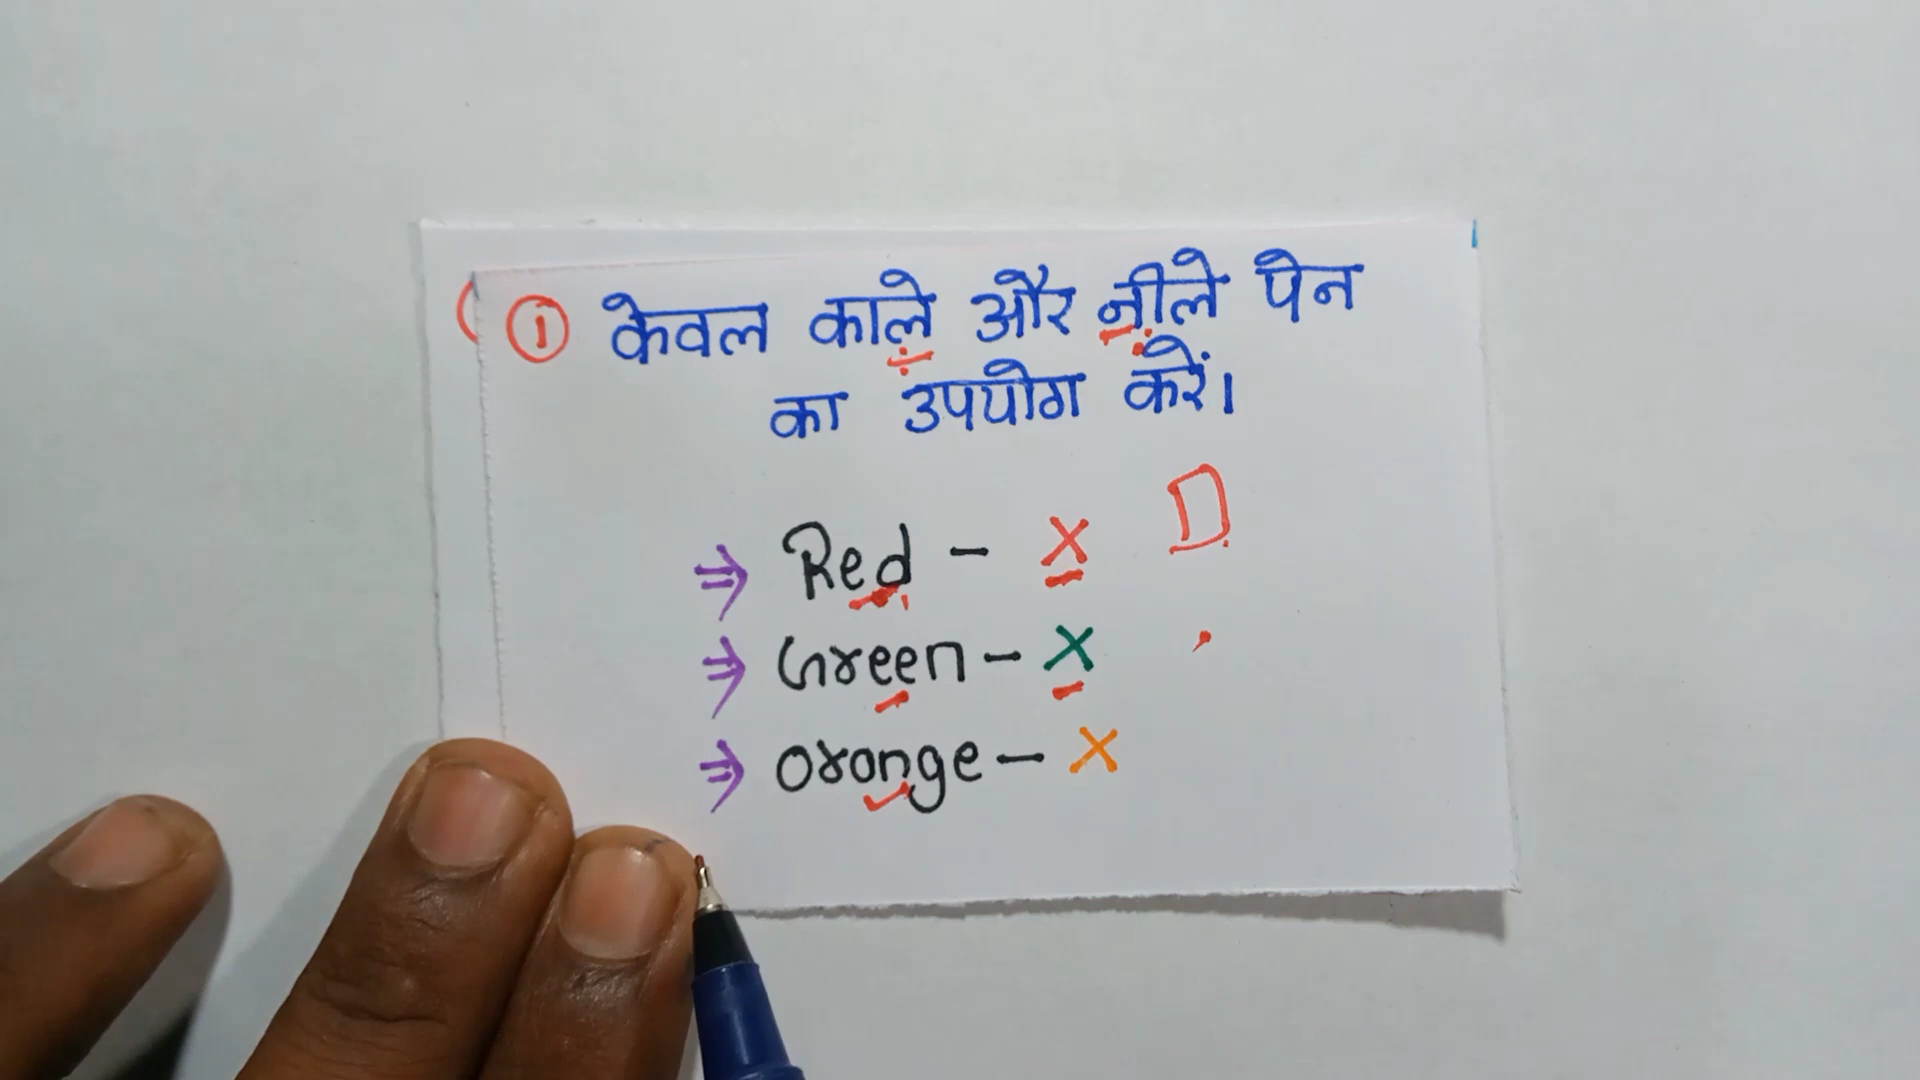 ① केवल काले और नीले पेन
का उपयोग करें।
⇒ Red - X D
⇒ Green - X
⇒ Orange - X